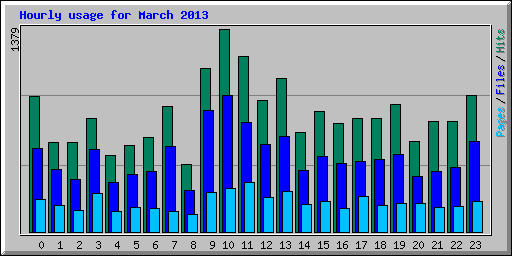 Hourly usage for March 2013
1379
Pages/Files/Hits
0 1 2 3 4 5 6 7 8 9 10 11 12 13 14 15 16 17 18 19 20 21 22 23